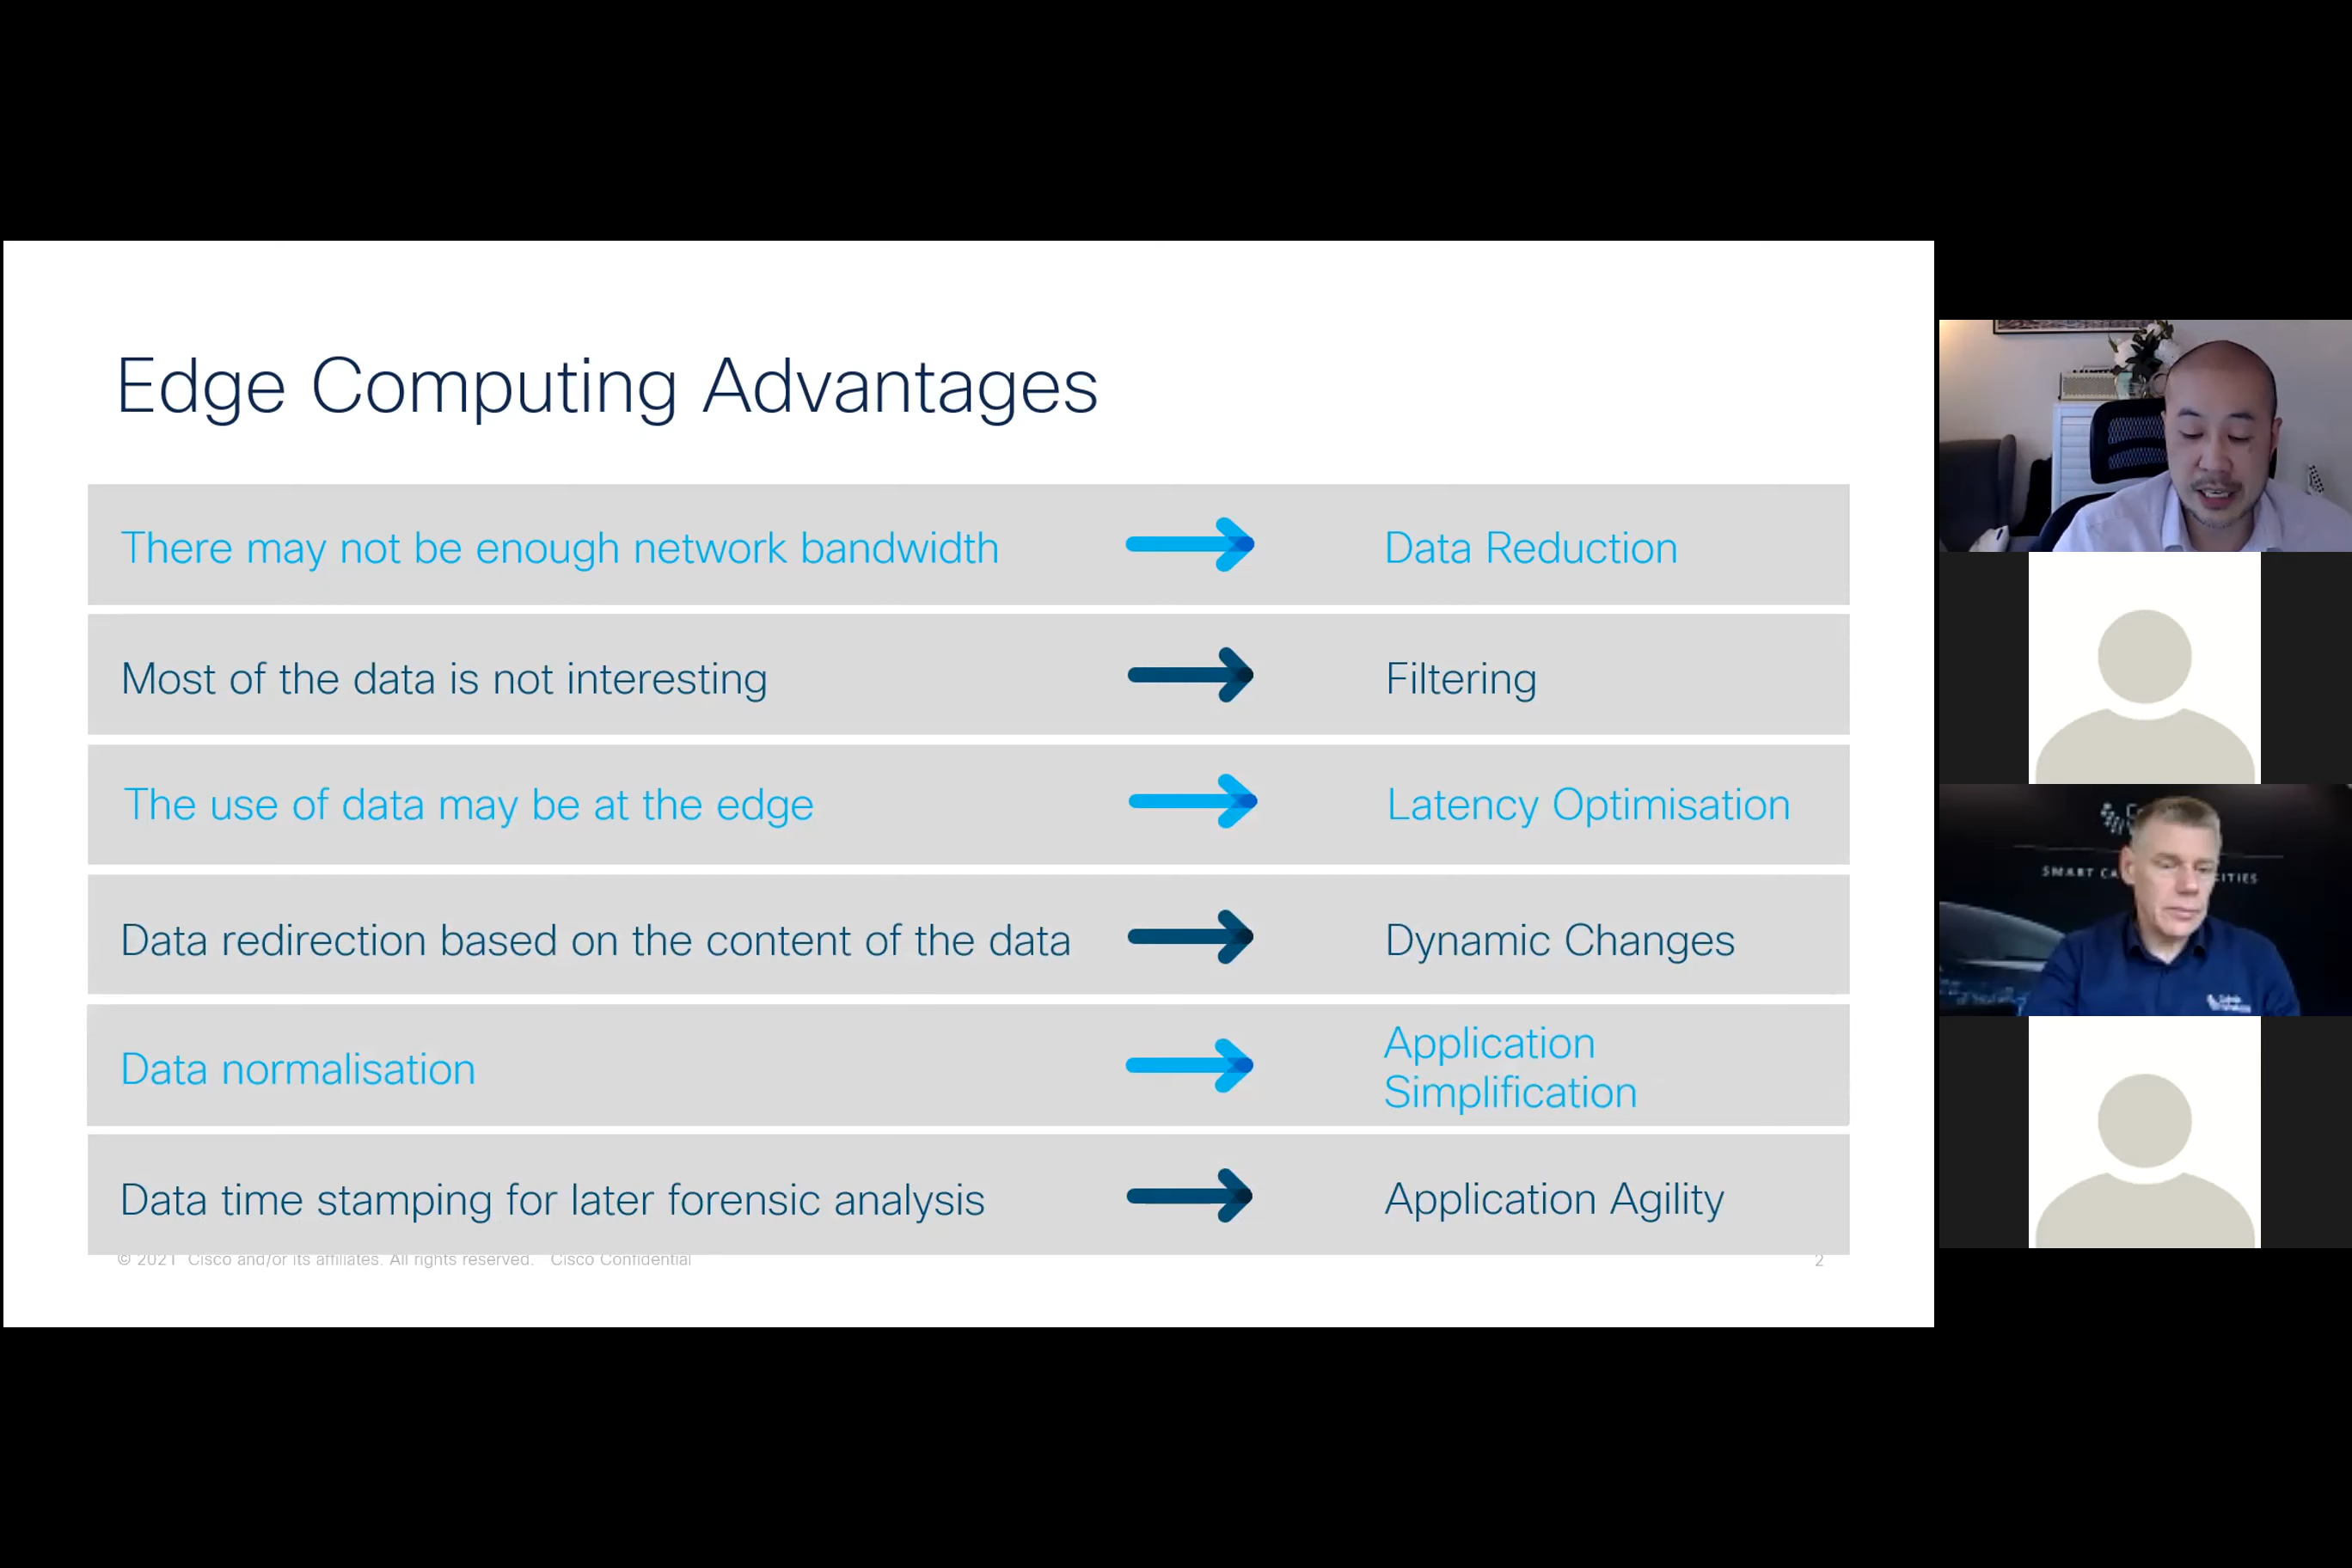 Edge Computing Advantages
There may not be enough network bandwidth
Data Reduction
Most of the data is not interesting
Filtering
The use of data may be at the edge
Latency Optimisation
Data redirection based on the content of the data
Dynamic Changes
Data normalisation
Application
Simplification
Data time stamping for later forensic analysis
Application Agility
© 2021 Cisco and/or its affiliates. All rights reserved. Cisco Confidential
2
SMART